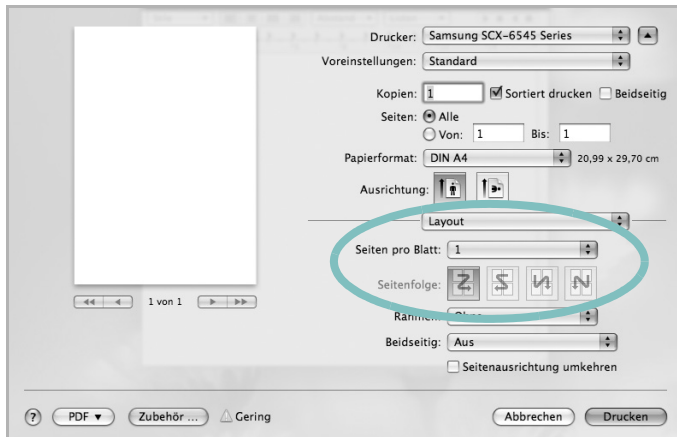 Drucker: Samsung SCX-6545 Series
Voreinstellungen: Standard
Kopien: 1 Sortiert drucken Beidseitig
Seiten: Alle
Von: 1 Bis: 1
Papierformat: DIN A4 20,99 x 29,70 cm
Ausrichtung:
Layout
Seiten pro Blatt: 1
Seitenfolge:
1 von 1
Rahmen: Ohne
Beidseitig: Aus
Seitenausrichtung umkehren
? PDF Zubehör ... Gering Abbrechen Drucken